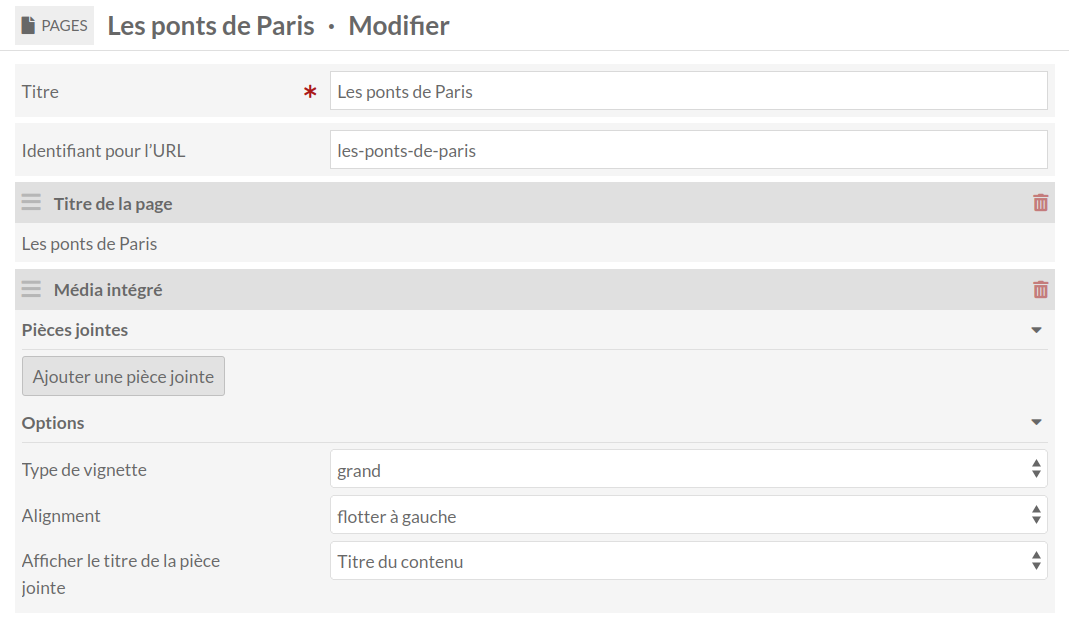 PAGES Les ponts de Paris · Modifier
Titre * Les ponts de Paris
Identifiant pour l’URL les-ponts-de-paris
Titre de la page
Les ponts de Paris
Média intégré
Pièces jointes
Ajouter une pièce jointe
Options
Type de vignette grand
Alignment flotter à gauche
Afficher le titre de la pièce Titre du contenu
jointe